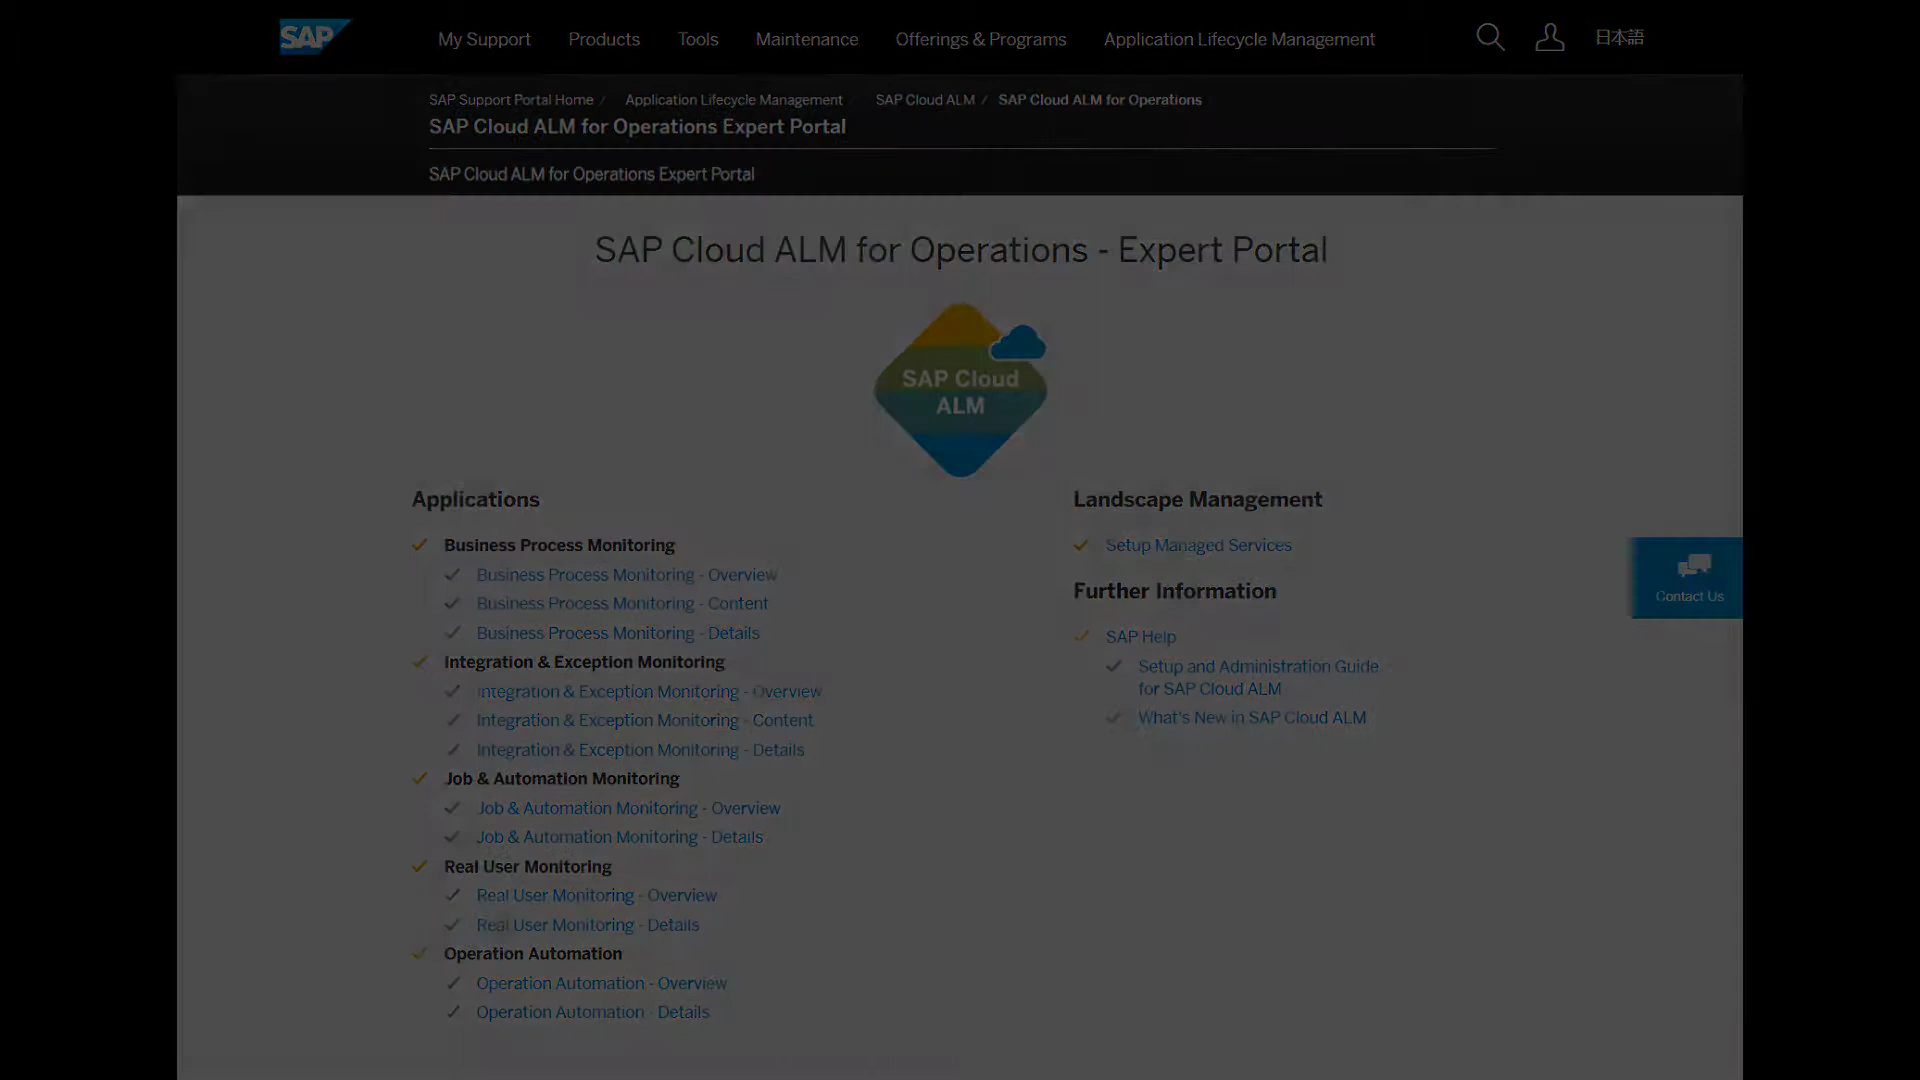 SAP
My Support
Products
Tools
Maintenance
Offerings & Programs
Application Lifecycle Management
日本語
SAP Support Portal Home / Application Lifecycle Management / SAP Cloud ALM / SAP Cloud ALM for Operations
SAP Cloud ALM for Operations Expert Portal
SAP Cloud ALM for Operations Expert Portal
SAP Cloud ALM for Operations - Expert Portal
SAP Cloud
ALM
Applications
Business Process Monitoring
Business Process Monitoring - Overview
Business Process Monitoring - Content
Business Process Monitoring - Details
Integration & Exception Monitoring
Integration & Exception Monitoring - Overview
Integration & Exception Monitoring - Content
Integration & Exception Monitoring - Details
Job & Automation Monitoring
Job & Automation Monitoring - Overview
Job & Automation Monitoring - Details
Real User Monitoring
Real User Monitoring - Overview
Real User Monitoring - Details
Operation Automation
Operation Automation - Overview
Operation Automation - Details
Landscape Management
Setup Managed Services
Further Information
SAP Help
Setup and Administration Guide
for SAP Cloud ALM
What's New in SAP Cloud ALM
Contact Us